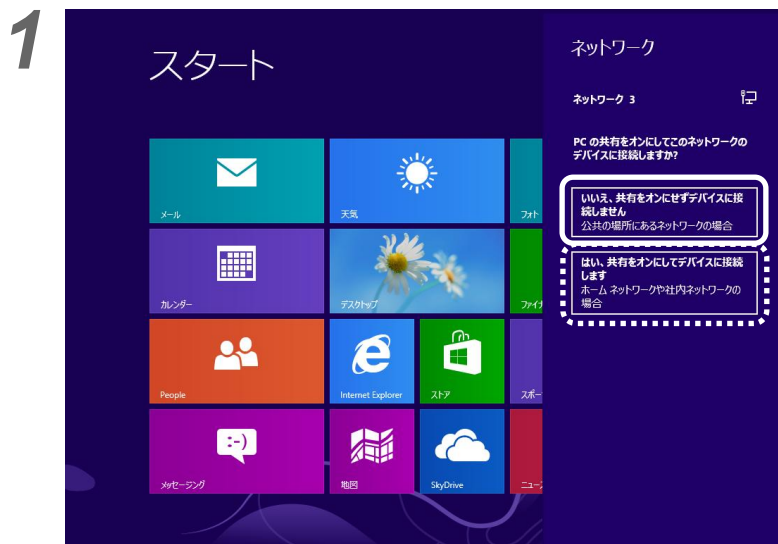 1
スタート
メール
天気
フォト
カレンダー
デスクトップ
People
Internet Explorer
ストア
スポー
メッセージング
地図
SkyDrive
ニュース
ネットワーク
ネットワーク 3
PC の共有をオンにしてこのネットワークの
デバイスに接続しますか?
いいえ、共有をオンにせずデバイスに接
続しません
公共の場所にあるネットワークの場合
はい、共有をオンにしてデバイスに接続
します
ホーム ネットワークや社内ネットワークの
場合